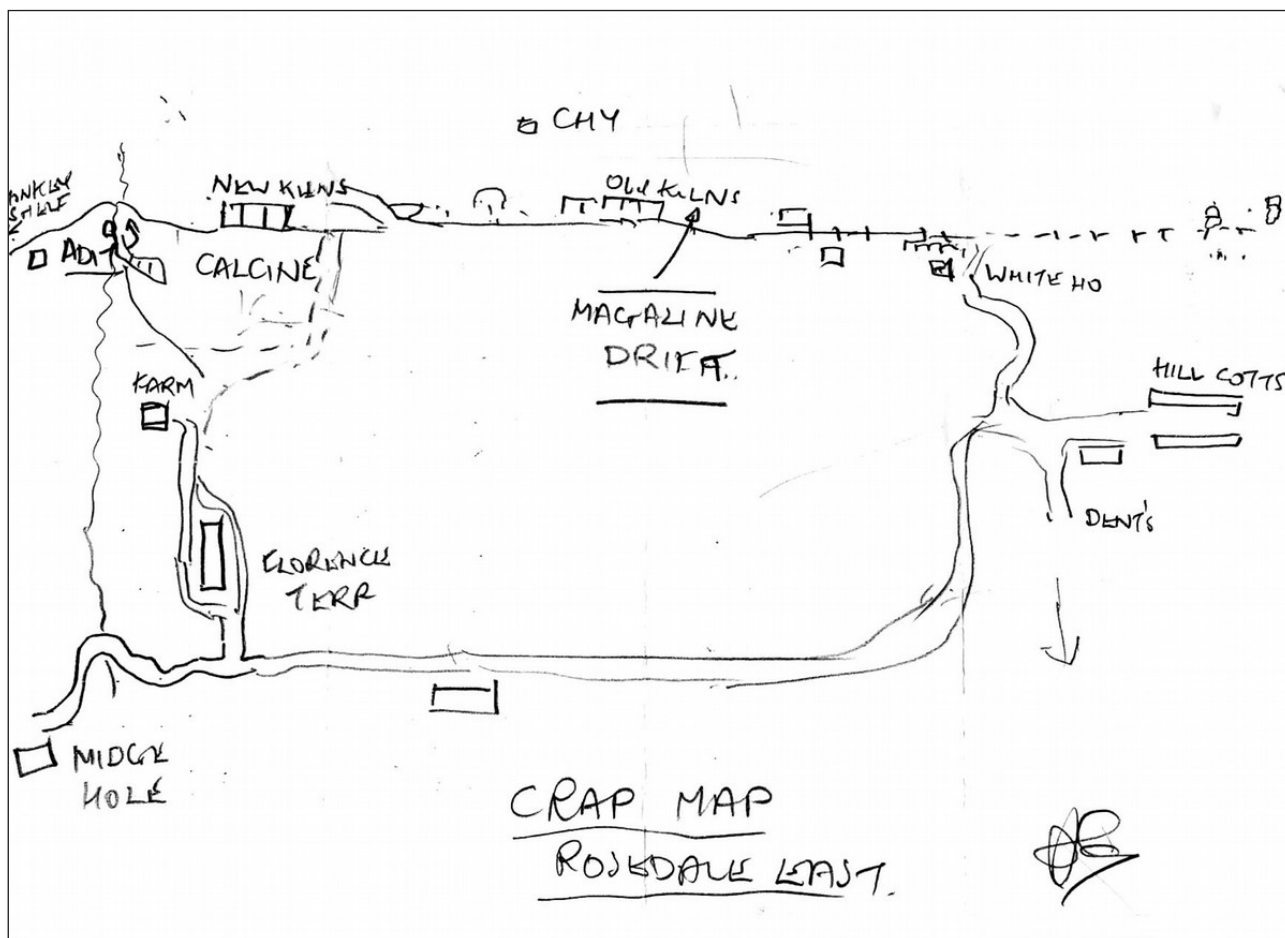 CHY
NEW KILNS
OLD KILNS
ADIT
CALCINE
WHITE HO
MAGAZINE
DRIFT.
FARM
HILL COTTS
DENT'S
FLORENCE
TERR
MIDGE
HOLE
CRAP MAP
ROSEDALE EAST.